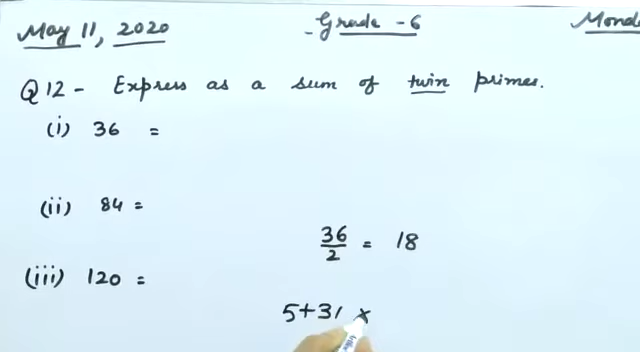 May 11, 2020 - Grade - 6
Q12 - Express as a sum of twin primes.
(i) 36 =
(ii) 84 =
36/2 = 18
(iii) 120 =
5+31 ×